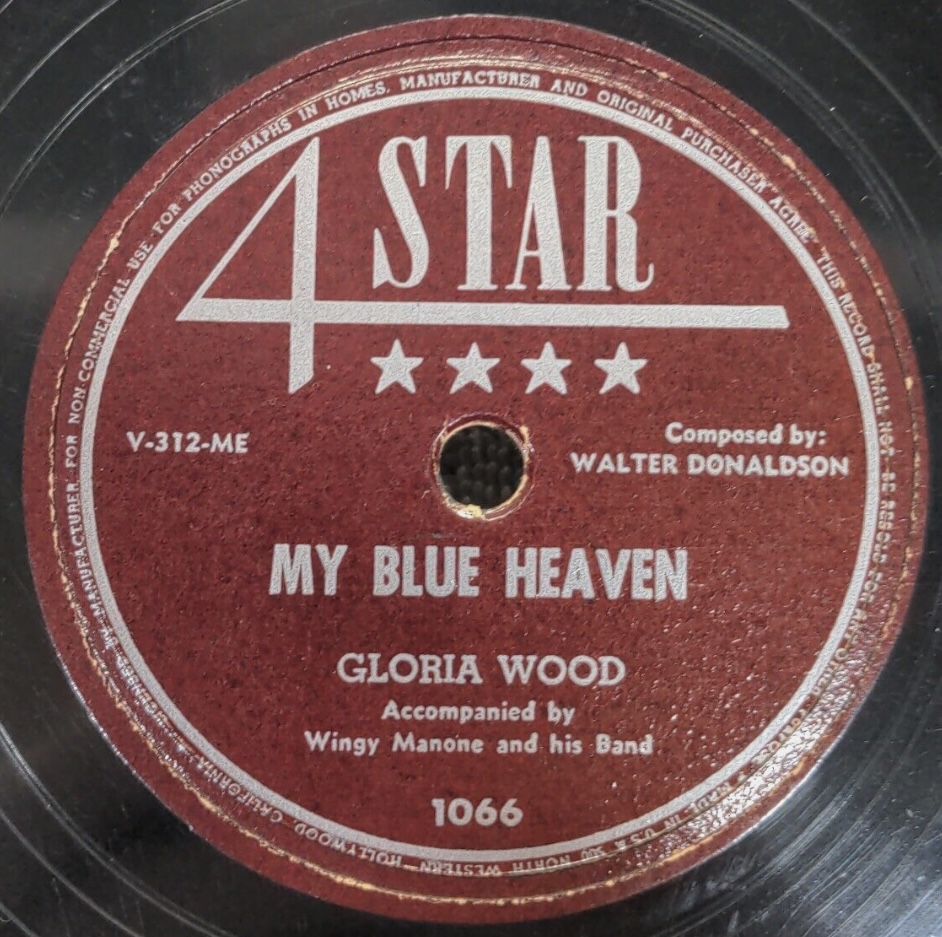 4 STAR
V-312-ME
Composed by:
WALTER DONALDSON
MY BLUE HEAVEN
GLORIA WOOD
Accompanied by
Wingy Manone and his Band
1066
MANUFACTURER FOR NON COMMERCIAL USE FOR PHONOGRAPHS IN HOMES. MANUFACTURER AND ORIGINAL PURCHASER AGREE THIS RECORD SHALL NOT BE RESOLD
MADE IN U.S.A. NORTH WESTERN HOLLYWOOD CALIFORNIA